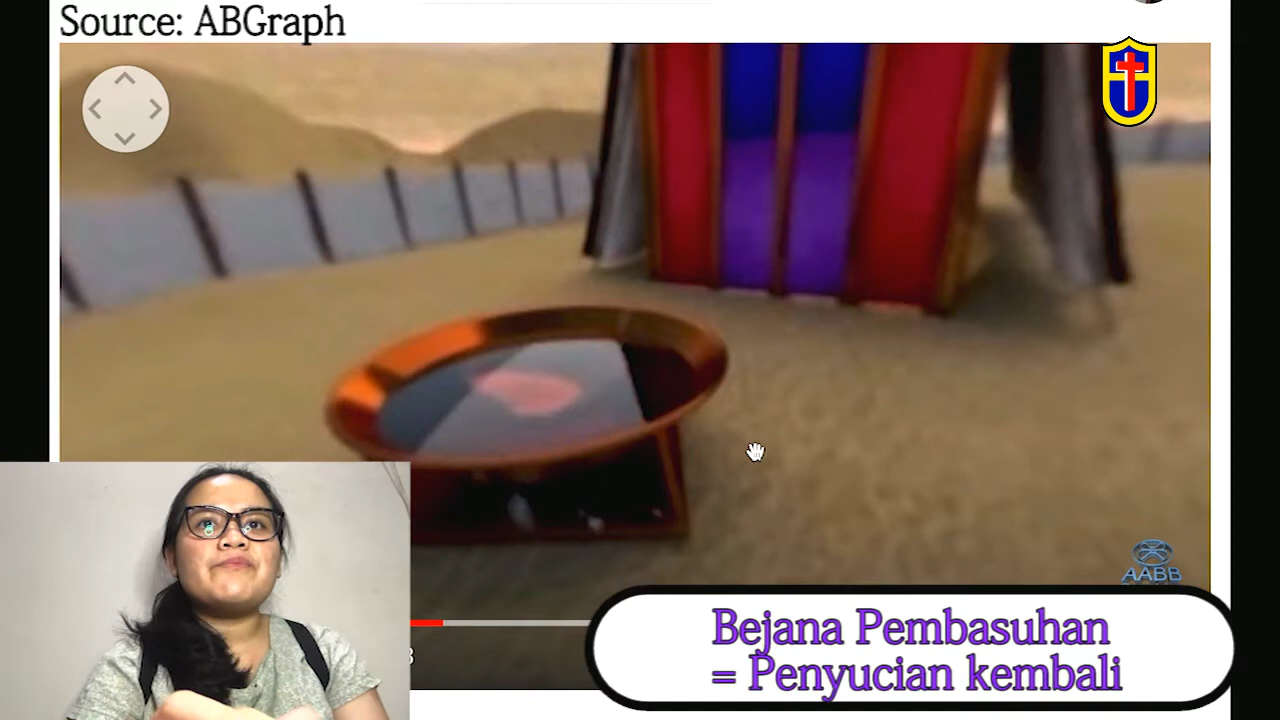 Source: ABGraph
AABB
Bejana Pembasuhan
= Penyucian kembali